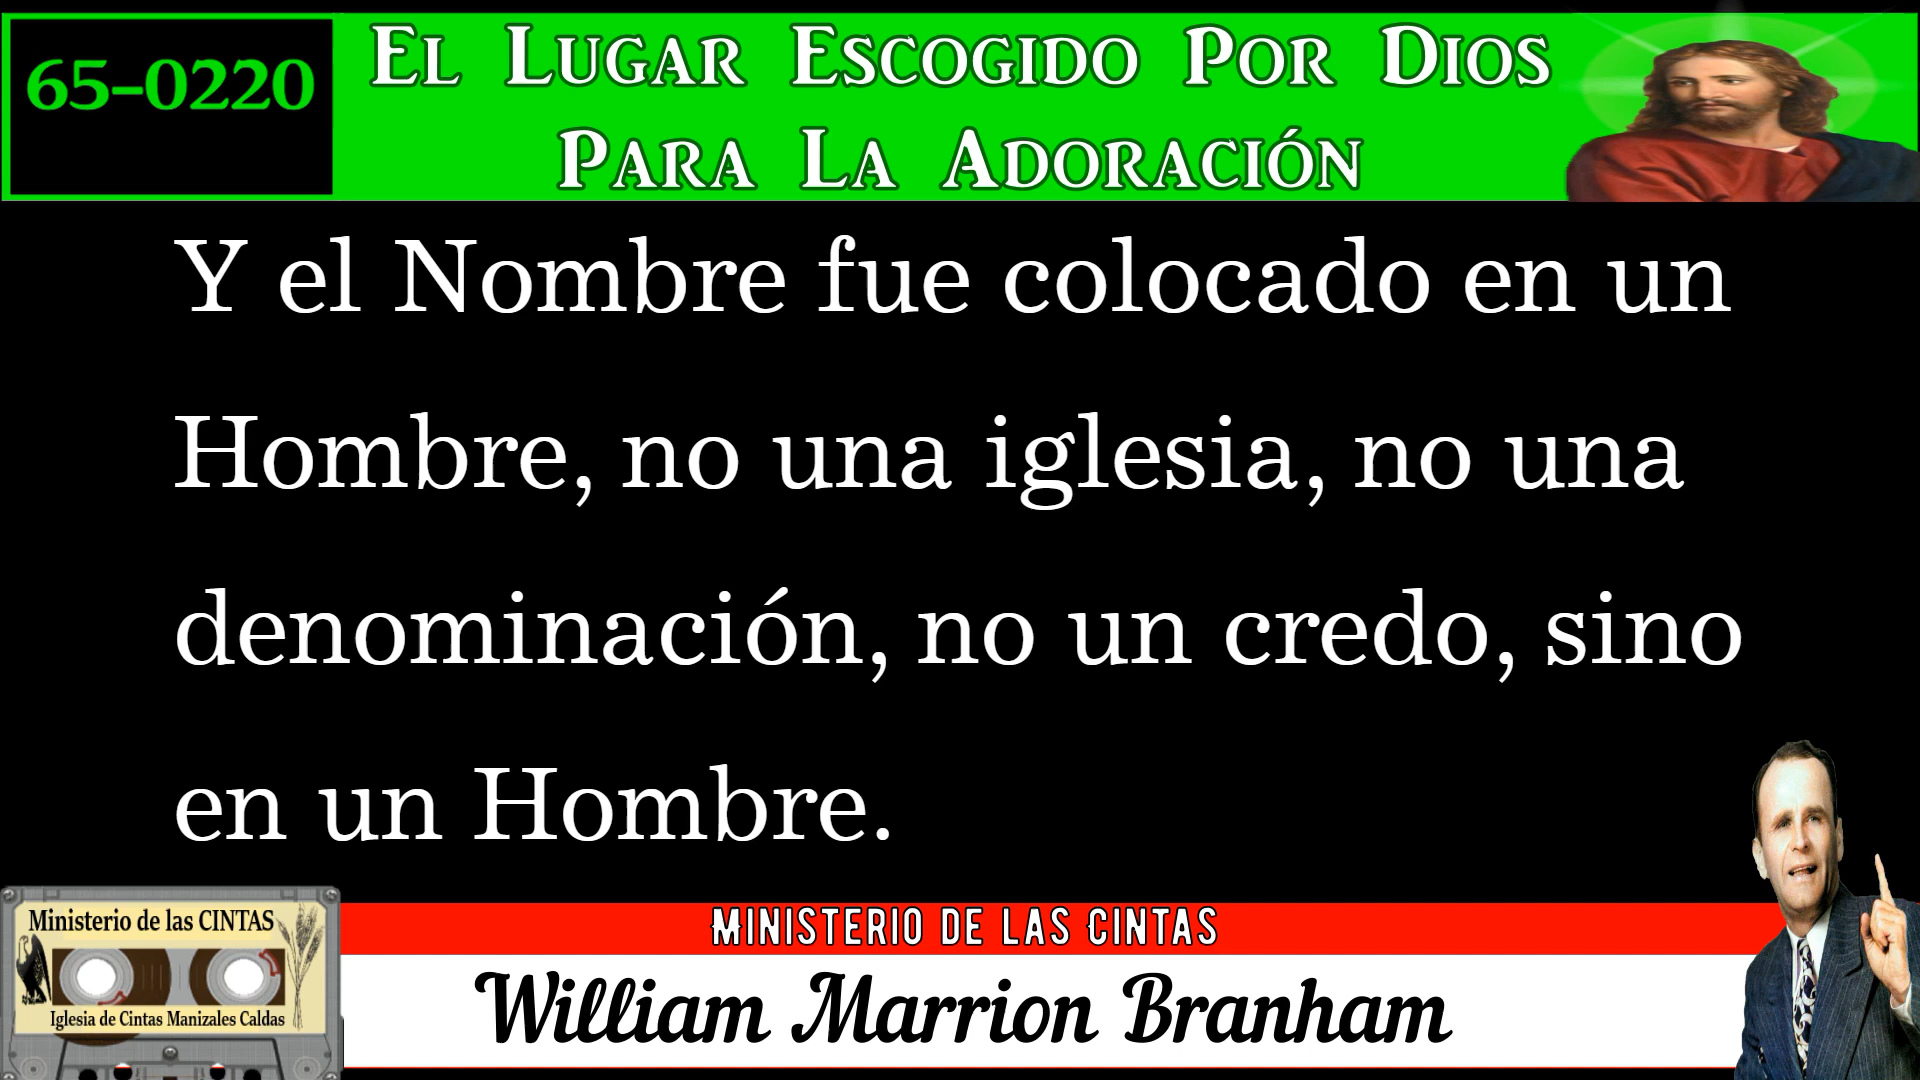 65-0220
El Lugar Escogido Por Dios
Para La Adoración
Y el Nombre fue colocado en un
Hombre, no una iglesia, no una
denominación, no un credo, sino
en un Hombre.
Ministerio de las CINTAS
Iglesia de Cintas Manizales Caldas
MINISTERIO DE LAS CINTAS
William Marrion Branham